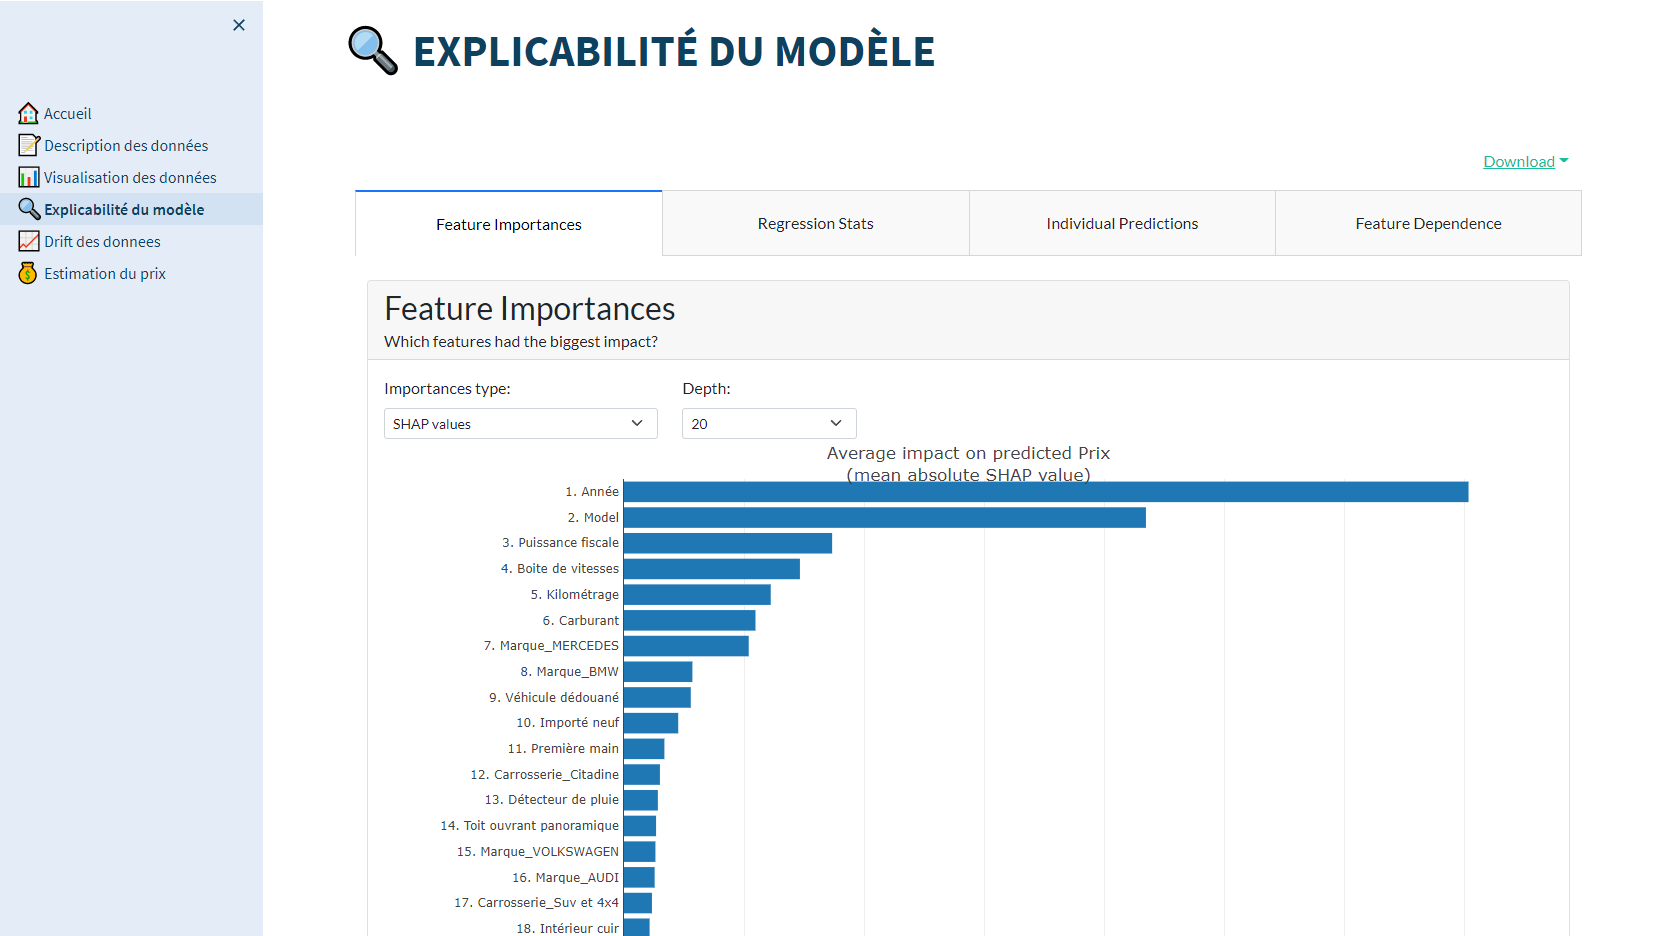 ×
Accueil
Description des données
Visualisation des données
Explicabilité du modèle
Drift des donnees
Estimation du prix
EXPLICABILITÉ DU MODÈLE
Download
Feature Importances
Regression Stats
Individual Predictions
Feature Dependence
Feature Importances
Which features had the biggest impact?
Importances type:
Depth:
SHAP values
20
Average impact on predicted Prix
(mean absolute SHAP value)
1. Année
2. Model
3. Puissance fiscale
4. Boite de vitesses
5. Kilométrage
6. Carburant
7. Marque_MERCEDES
8. Marque_BMW
9. Véhicule dédouané
10. Importé neuf
11. Première main
12. Carrosserie_Citadine
13. Détecteur de pluie
14. Toit ouvrant panoramique
15. Marque_VOLKSWAGEN
16. Marque_AUDI
17. Carrosserie_Suv et 4x4
18. Intérieur cuir